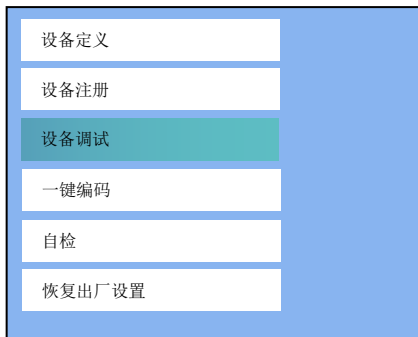 设备定义
设备注册
设备调试
一键编码
自检
恢复出厂设置